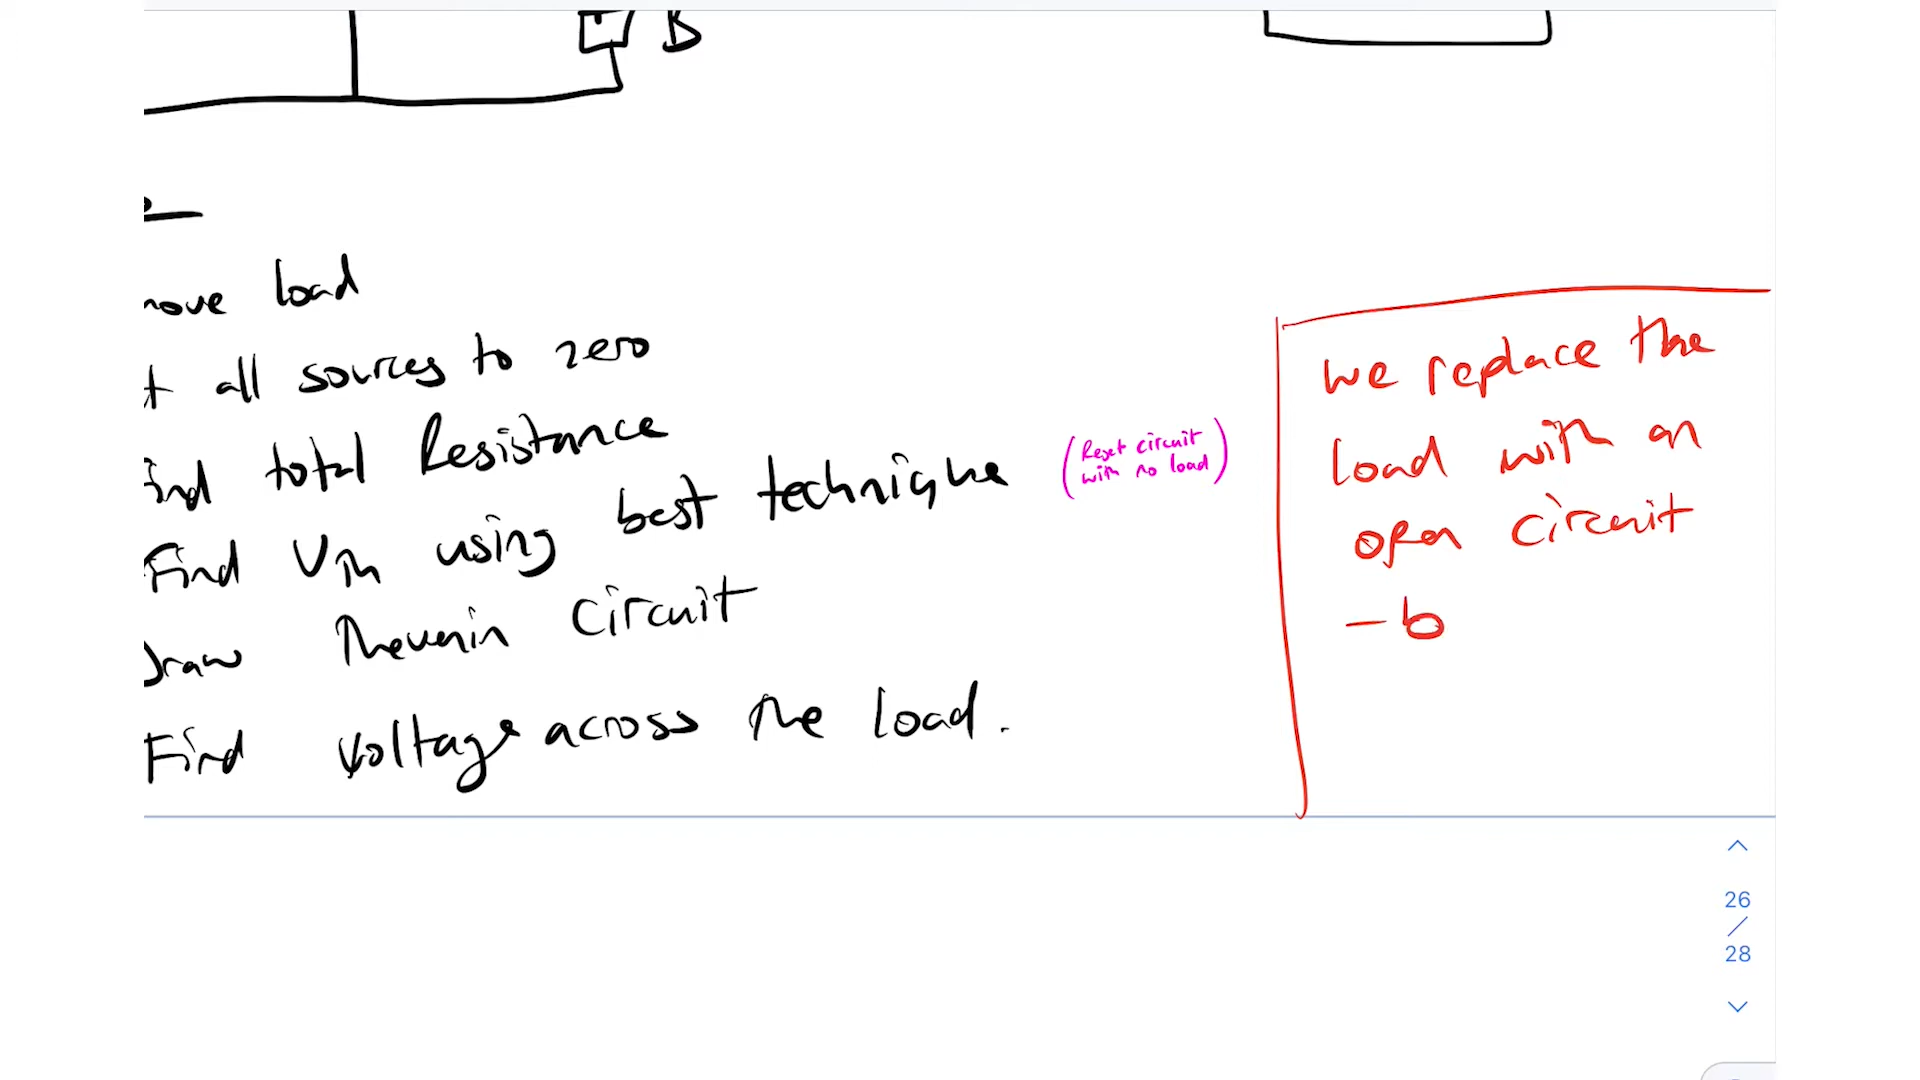 B
move load
t all sources to zero
ind total Resistance
Find Vth using best technique
(Reset circuit
with no load)
Draw Thevenin Circuit
Find voltage across the load.
we replace the
load with an
open circuit
- b
26
/
28